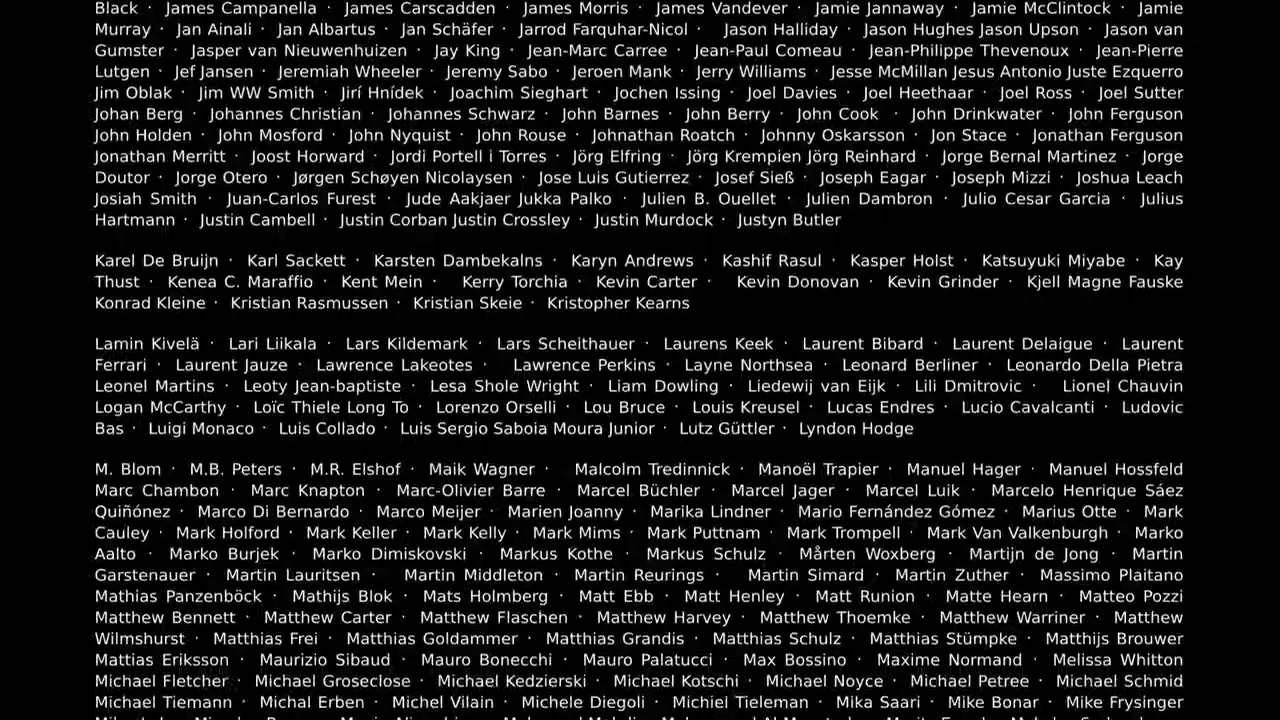 Black · James Campanella · James Carscadden · James Morris · James Vandever · Jamie Jannaway · Jamie McClintock · Jamie
Murray · Jan Ainali · Jan Albartus · Jan Schäfer · Jarrod Farquhar-Nicol · Jason Halliday · Jason Hughes Jason Upson · Jason van
Gumster · Jasper van Nieuwenhuizen · Jay King · Jean-Marc Carree · Jean-Paul Comeau · Jean-Philippe Thevenoux · Jean-Pierre
Lutgen · Jef Jansen · Jeremiah Wheeler · Jeremy Sabo · Jeroen Mank · Jerry Williams · Jesse McMillan Jesus Antonio Juste Ezquerro
Jim Oblak · Jim WW Smith · Jirí Hnídek · Joachim Sieghart · Jochen Issing · Joel Davies · Joel Heethaar · Joel Ross · Joel Sutter
Johan Berg · Johannes Christian · Johannes Schwarz · John Barnes · John Berry · John Cook · John Drinkwater · John Ferguson
John Holden · John Mosford · John Nyquist · John Rouse · Johnathan Roatch · Johnny Oskarsson · Jon Stace · Jonathan Ferguson
Jonathan Merritt · Joost Horward · Jordi Portell i Torres · Jörg Elfring · Jörg Krempien Jörg Reinhard · Jorge Bernal Martinez · Jorge
Doutor · Jorge Otero · Jørgen Schøyen Nicolaysen · Jose Luis Gutierrez · Josef Sieß · Joseph Eagar · Joseph Mizzi · Joshua Leach
Josiah Smith · Juan-Carlos Furest · Jude Aakjaer Jukka Palko · Julien B. Ouellet · Julien Dambron · Julio Cesar Garcia · Julius
Hartmann · Justin Cambell · Justin Corban Justin Crossley · Justin Murdock · Justyn Butler
Karel De Bruijn · Karl Sackett · Karsten Dambekalns · Karyn Andrews · Kashif Rasul · Kasper Holst · Katsuyuki Miyabe · Kay
Thust · Kenea C. Maraffio · Kent Mein · Kerry Torchia · Kevin Carter · Kevin Donovan · Kevin Grinder · Kjell Magne Fauske
Konrad Kleine · Kristian Rasmussen · Kristian Skeie · Kristopher Kearns
Lamin Kivelä · Lari Liikala · Lars Kildemark · Lars Scheithauer · Laurens Keek · Laurent Bibard · Laurent Delaigue · Laurent
Ferrari · Laurent Jauze · Lawrence Lakeotes · Lawrence Perkins · Layne Northsea · Leonard Berliner · Leonardo Della Pietra
Leonel Martins · Leoty Jean-baptiste · Lesa Shole Wright · Liam Dowling · Liedewij van Eijk · Lili Dmitrovic · Lionel Chauvin
Logan McCarthy · Loïc Thiele Long To · Lorenzo Orselli · Lou Bruce · Louis Kreusel · Lucas Endres · Lucio Cavalcanti · Ludovic
Bas · Luigi Monaco · Luis Collado · Luis Sergio Saboia Moura Junior · Lutz Güttler · Lyndon Hodge
M. Blom · M.B. Peters · M.R. Elshof · Maik Wagner · Malcolm Tredinnick · Manoël Trapier · Manuel Hager · Manuel Hossfeld
Marc Chambon · Marc Knapton · Marc-Olivier Barre · Marcel Büchler · Marcel Jager · Marcel Luik · Marcelo Henrique Sáez
Quiñónez · Marco Di Bernardo · Marco Meijer · Marien Joanny · Marika Lindner · Mario Fernández Gómez · Marius Otte · Mark
Cauley · Mark Holford · Mark Keller · Mark Kelly · Mark Mims · Mark Puttnam · Mark Trompell · Mark Van Valkenburgh · Marko
Aalto · Marko Burjek · Marko Dimiskovski · Markus Kothe · Markus Schulz · Mårten Woxberg · Martijn de Jong · Martin
Garstenauer · Martin Lauritsen · Martin Middleton · Martin Reurings · Martin Simard · Martin Zuther · Massimo Plaitano
Mathias Panzenböck · Mathijs Blok · Mats Holmberg · Matt Ebb · Matt Henley · Matt Runion · Matte Hearn · Matteo Pozzi
Matthew Bennett · Matthew Carter · Matthew Flaschen · Matthew Harvey · Matthew Thoemke · Matthew Warriner · Matthew
Wilmshurst · Matthias Frei · Matthias Goldammer · Matthias Grandis · Matthias Schulz · Matthias Stümpke · Matthijs Brouwer
Mattias Eriksson · Maurizio Sibaud · Mauro Bonecchi · Mauro Palatucci · Max Bossino · Maxime Normand · Melissa Whitton
Michael Fletcher · Michael Groseclose · Michael Kedzierski · Michael Kotschi · Michael Noyce · Michael Petree · Michael Schmid
Michael Tiemann · Michal Erben · Michel Vilain · Michele Diegoli · Michiel Tieleman · Mika Saari · Mike Bonar · Mike Frysinger